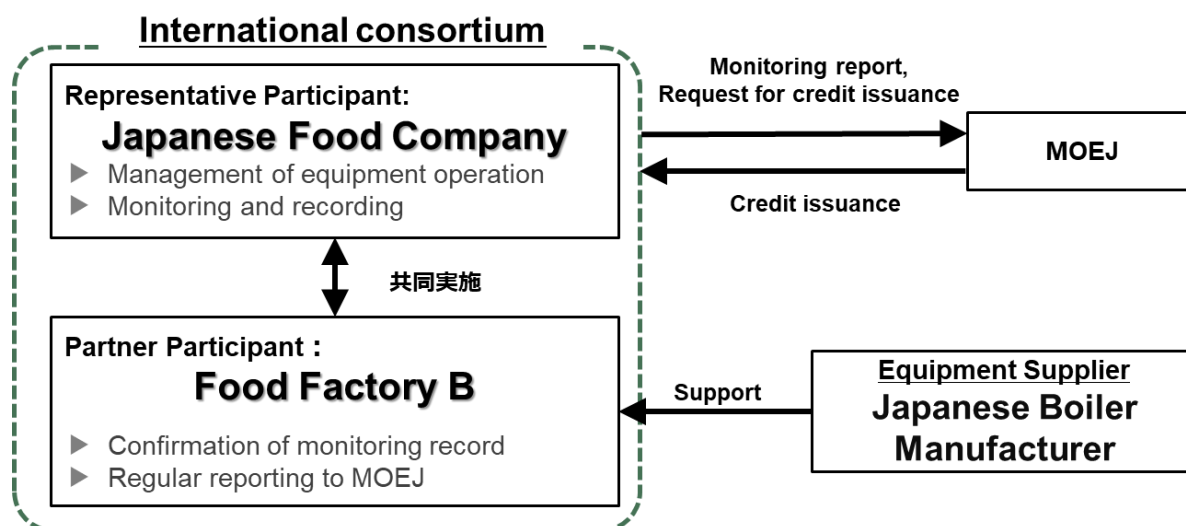 International consortium
Representative Participant:
Japanese Food Company
▶ Management of equipment operation
▶ Monitoring and recording
Monitoring report,
Request for credit issuance
MOEJ
Credit issuance
共同実施
Partner Participant：
Food Factory B
▶ Confirmation of monitoring record
▶ Regular reporting to MOEJ
Support
Equipment Supplier
Japanese Boiler
Manufacturer